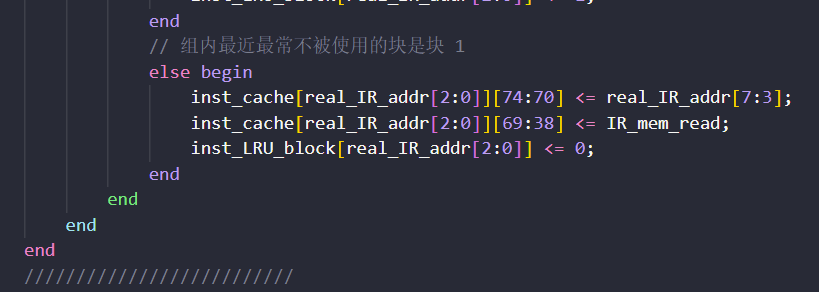 end
// 组内最近最常不被使用的块是块 1
else begin
inst_cache[real_IR_addr[2:0]][74:70] <= real_IR_addr[7:3];
inst_cache[real_IR_addr[2:0]][69:38] <= IR_mem_read;
inst_LRU_block[real_IR_addr[2:0]] <= 0;
end
end
end
end
//////////////////////////